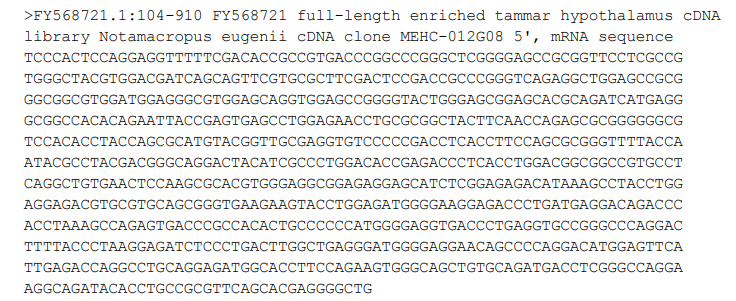 >FY568721.1:104-910 FY568721 full-length enriched tammar hypothalamus cDNA
library Notamacropus eugenii cDNA clone MEHC-012G08 5', mRNA sequence
TCCCACTCCAGGAGGTTTTTCGACACCGCCGTGACCCGGCCCGGGCTCGGGGAGCCGCGGTTCCTCGCCG
TGGGCTACGTGGACGATCAGCAGTTCGTGCGCTTCGACTCCGACCGCCCGGGTCAGAGGCTGGAGCCGCG
GGCGGCGTGGATGGAGGGCGTGGAGCAGGTGGAGCCGGGGTACTGGGAGCGGAGCACGCAGATCATGAGG
GCGGCCACACAGAATTACCGAGTGAGCCTGGAGAACCTGCGCGGCTACTTCAACCAGAGCGCGGGGGGCG
TCCACACCTACCAGCGCATGTACGGTTGCGAGGTGTCCCCCGACCTCACCTTCCAGCGCGGGTTTTACCA
ATACGCCTACGACGGGCAGGACTACATCGCCCTGGACACCGAGACCCTCACCTGGACGGCGGCCGTGCCT
CAGGCTGTGAACTCCAAGCGCACGTGGGAGGCGGAGAGGAGCATCTCGGAGAGACATAAAGCCTACCTGG
AGGAGACGTGCGTGCAGCGGGTGAAGAAGTACCTGGAGATGGGGAAGGAGACCCTGATGAGGACAGACCC
ACCTAAAGCCAGAGTGACCCGCCACACTGCCCCCCATGGGGAGGTGACCCTGAGGTGCCGGGCCCAGGAC
TTTTACCCTAAGGAGATCTCCCTGACTTGGCTGAGGGATGGGGAGGAACAGCCCCAGGACATGGAGTTCA
TTGAGACCAGGCCTGCAGGAGATGGCACCTTCCAGAAGTGGGCAGCTGTGCAGATGACCTCGGGCCAGGA
AGGCAGATACACCTGCCGCGTTCAGCACGAGGGGCTG